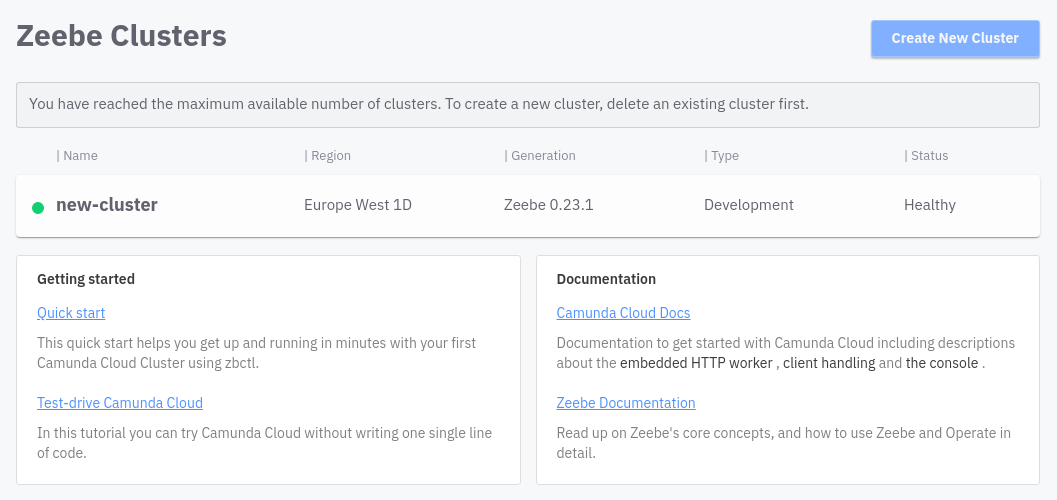 Zeebe Clusters
Create New Cluster
You have reached the maximum available number of clusters. To create a new cluster, delete an existing cluster first.
| Name | Region | Generation | Type | Status
new-cluster Europe West 1D Zeebe 0.23.1 Development Healthy
Getting started
Quick start
This quick start helps you get up and running in minutes with your first
Camunda Cloud Cluster using zbctl.
Test-drive Camunda Cloud
In this tutorial you can try Camunda Cloud without writing one single line
of code.
Documentation
Camunda Cloud Docs
Documentation to get started with Camunda Cloud including descriptions
about the embedded HTTP worker , client handling and the console .
Zeebe Documentation
Read up on Zeebe's core concepts, and how to use Zeebe and Operate in
detail.